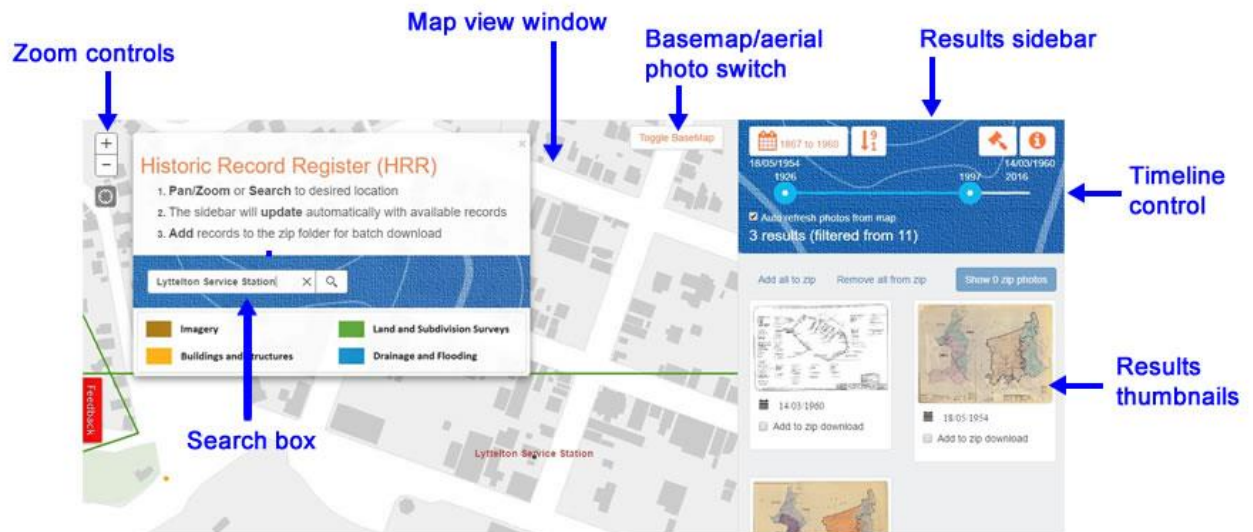 Map view window
Zoom controls
Basemap/aerial
photo switch
Results sidebar
+
−
Historic Record Register (HRR)
1. Pan/Zoom or Search to desired location
2. The sidebar will update automatically with available records
3. Add records to the zip folder for batch download
Lyttelton Service Station
Imagery
Land and Subdivision Surveys
Buildings and Structures
Drainage and Flooding
Feedback
Search box
Lyttelton Service Station
Toggle BaseMap
1867 to 1960
9
1
18/05/1954
14/03/1960
1926
1997
2016
Auto refresh photos from map
3 results (filtered from 11)
Timeline
control
Add all to zip
Remove all from zip
Show 0 zip photos
14/03/1960
Add to zip download
18/05/1954
Add to zip download
Results
thumbnails